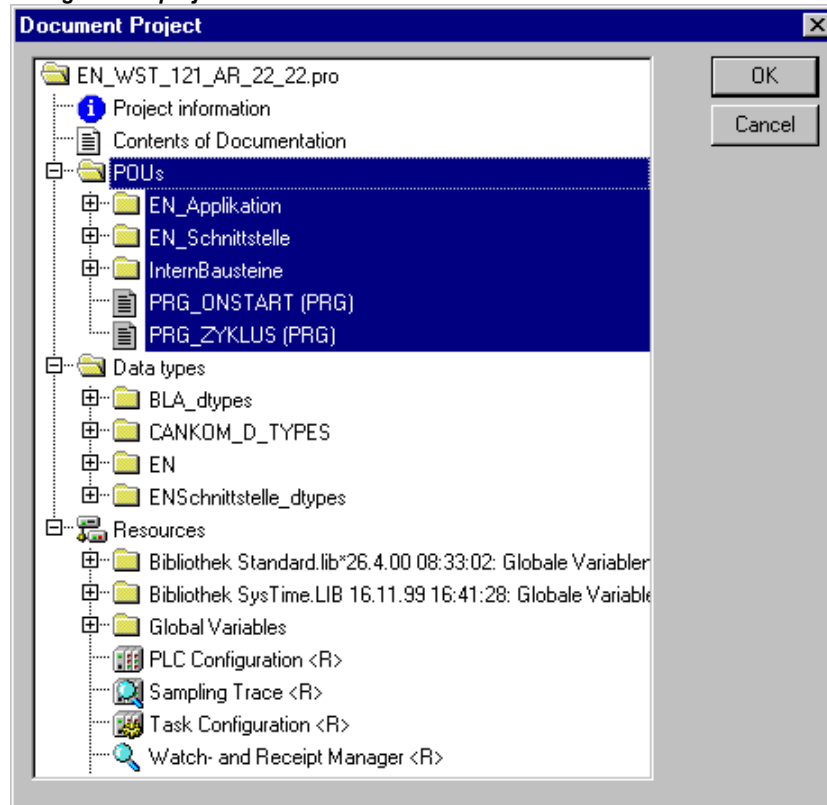 Document Project
EN_WST_121_AR_22_22.pro
OK
Project information
Cancel
Contents of Documentation
POUs
EN_Applikation
EN_Schnittstelle
InternBausteine
PRG_ONSTART (PRG)
PRG_ZYKLUS (PRG)
Data types
BLA_dtypes
CANKOM_D_TYPES
EN
ENSchnittstelle_dtypes
Resources
Bibliothek Standard.lib*26.4.00 08:33:02: Globale Variabler
Bibliothek SysTime.LIB 16.11.99 16:41:28: Globale Variable
Global Variables
PLC Configuration <R>
Sampling Trace <R>
Task Configuration <R>
Watch- and Receipt Manager <R>